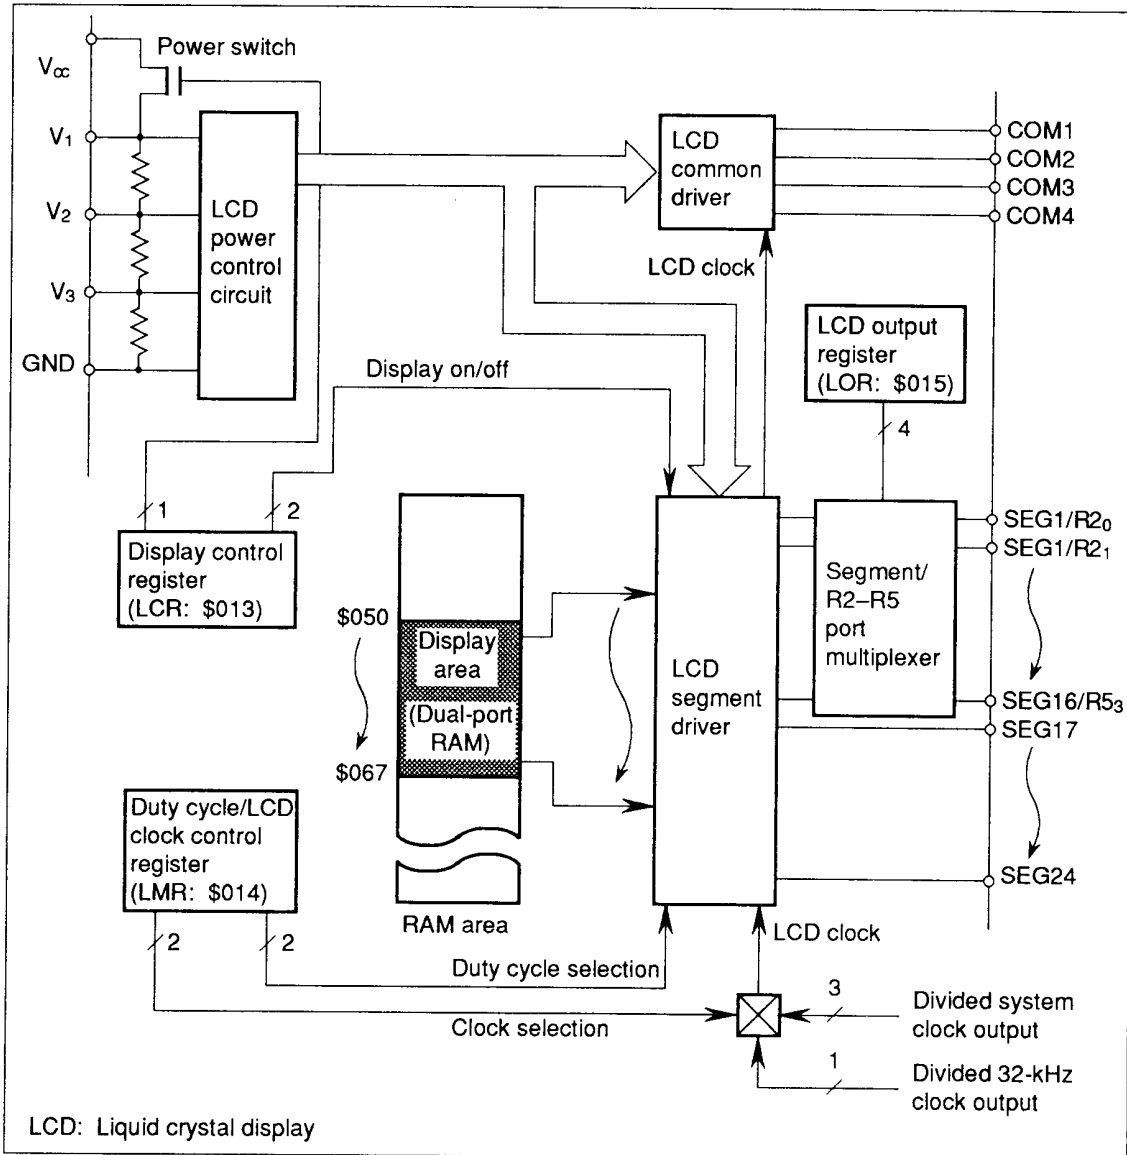 Power switch
Vcc
V1
V2
V3
GND
LCD
power
control
circuit
LCD
common
driver
COM1
COM2
COM3
COM4
LCD clock
LCD output
register
(LOR: $015)
4
Display on/off
1
2
Display control
register
(LCR: $013)
$050
$067
Display
area
(Dual-port
RAM)
RAM area
LCD
segment
driver
Segment/
R2–R5
port
multiplexer
SEG1/R20
SEG1/R21
SEG16/R53
SEG17
SEG24
Duty cycle/LCD
clock control
register
(LMR: $014)
2
2
Duty cycle selection
Clock selection
LCD clock
3
Divided system
clock output
1
Divided 32-kHz
clock output
LCD: Liquid crystal display